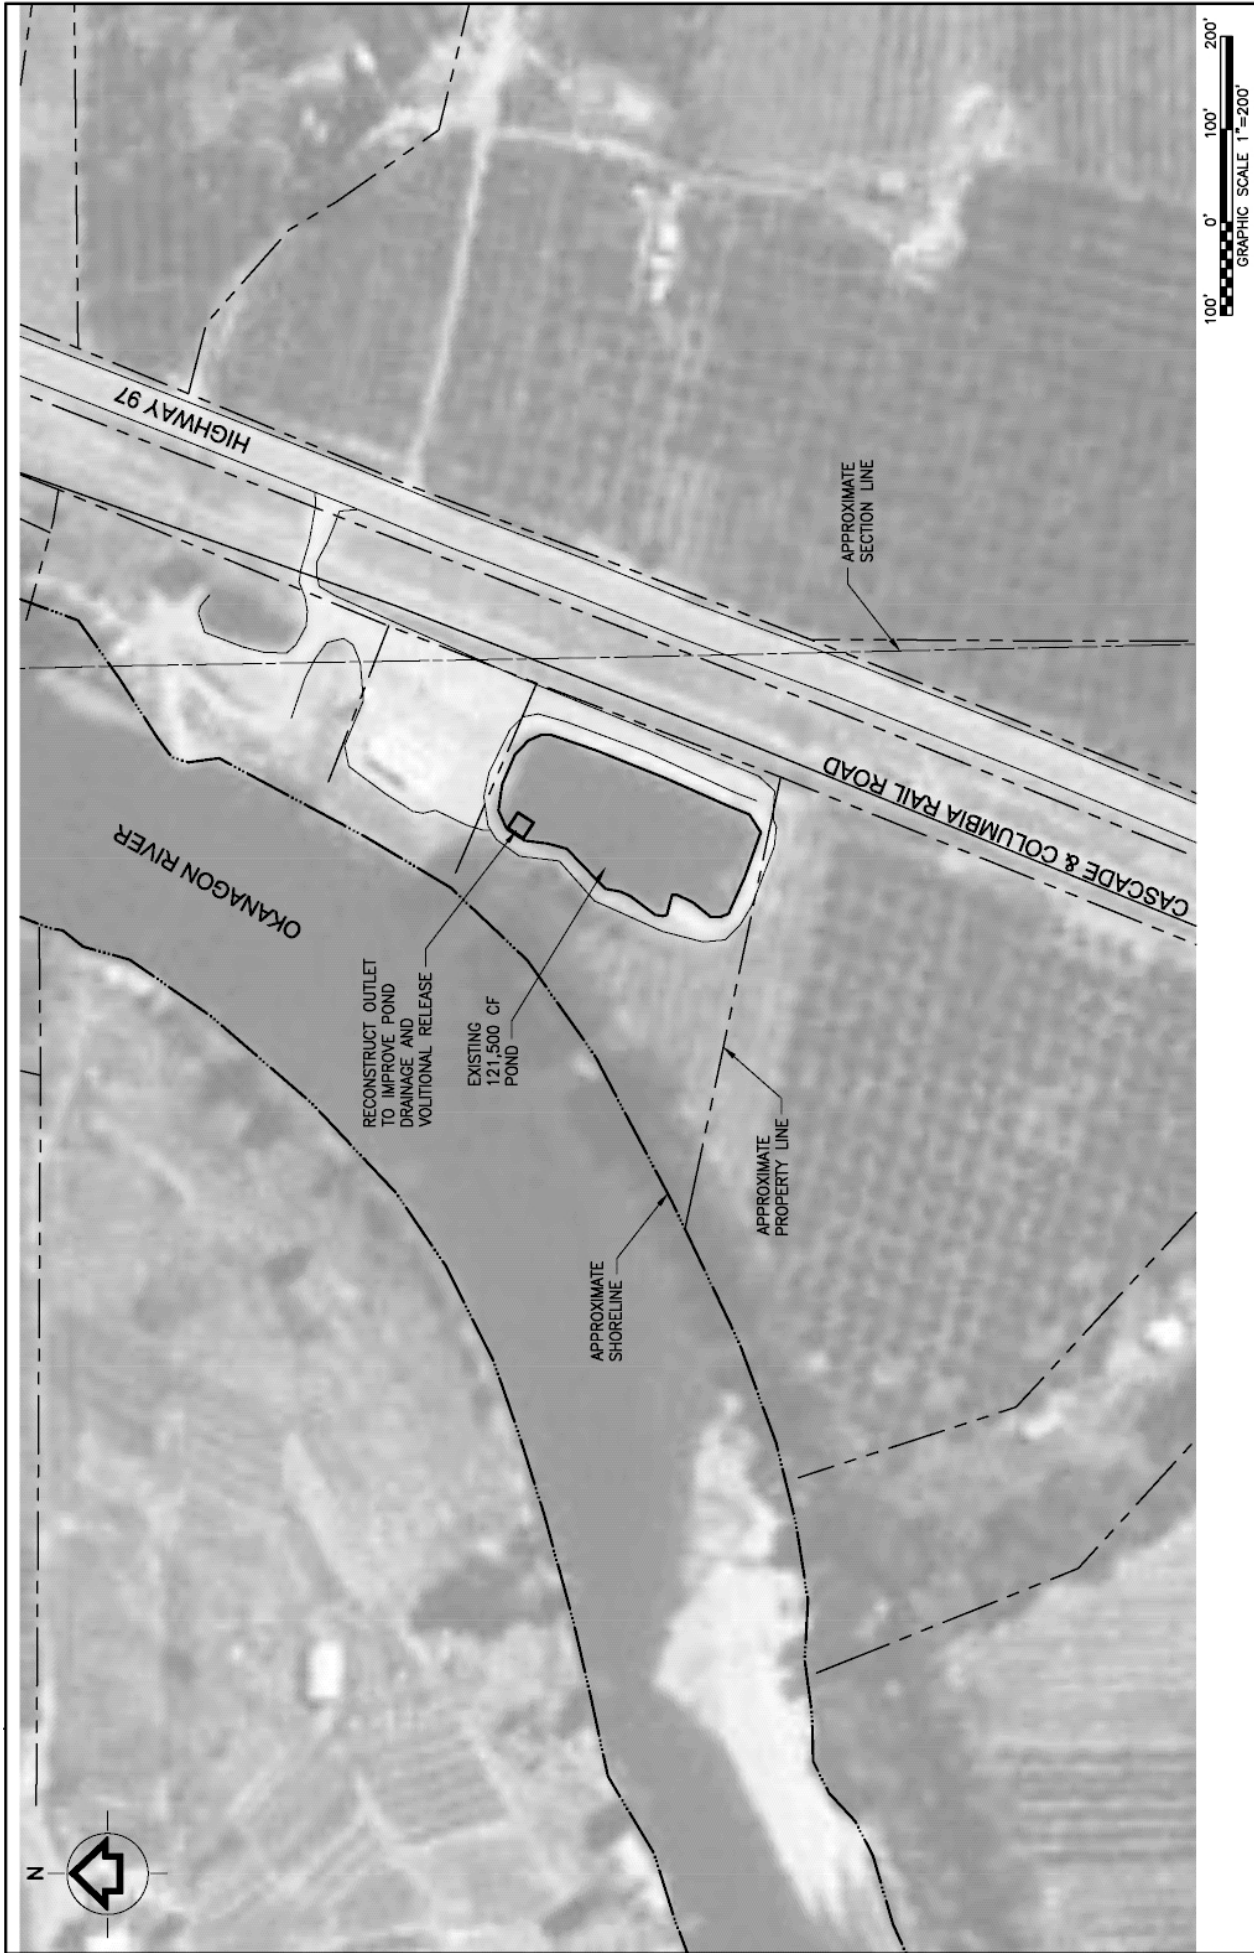 N
HIGHWAY 97
OKANAGON RIVER
CASCADE & COLUMBIA RAIL ROAD
RECONSTRUCT OUTLET
TO IMPROVE POND
DRAINAGE AND
VOLITIONAL RELEASE
EXISTING
121,500 CF
POND
APPROXIMATE
SHORELINE
APPROXIMATE
PROPERTY LINE
APPROXIMATE
SECTION LINE
100' 0' 100' 200'
GRAPHIC SCALE 1"=200'